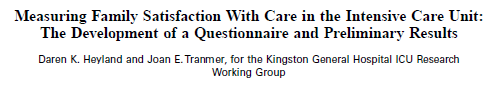 Measuring Family Satisfaction With Care in the Intensive Care Unit:
The Development of a Questionnaire and Preliminary Results
Daren K. Heyland and Joan E. Tranmer, for the Kingston General Hospital ICU Research
Working Group